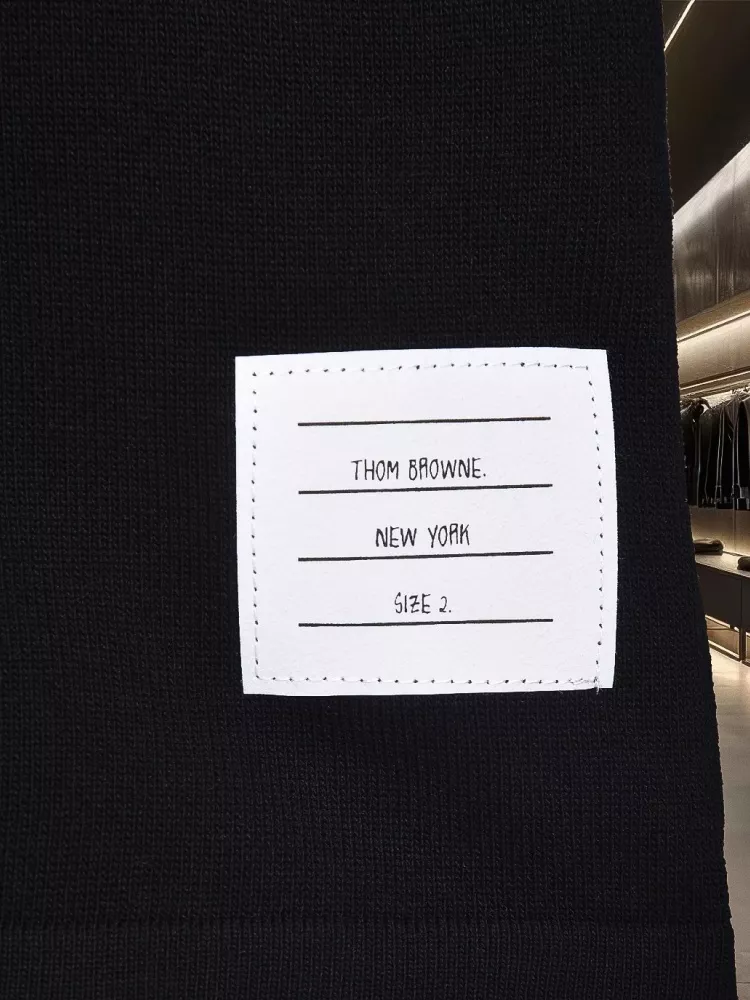 THOM BROWNE.
NEW YORK
SIZE 2.